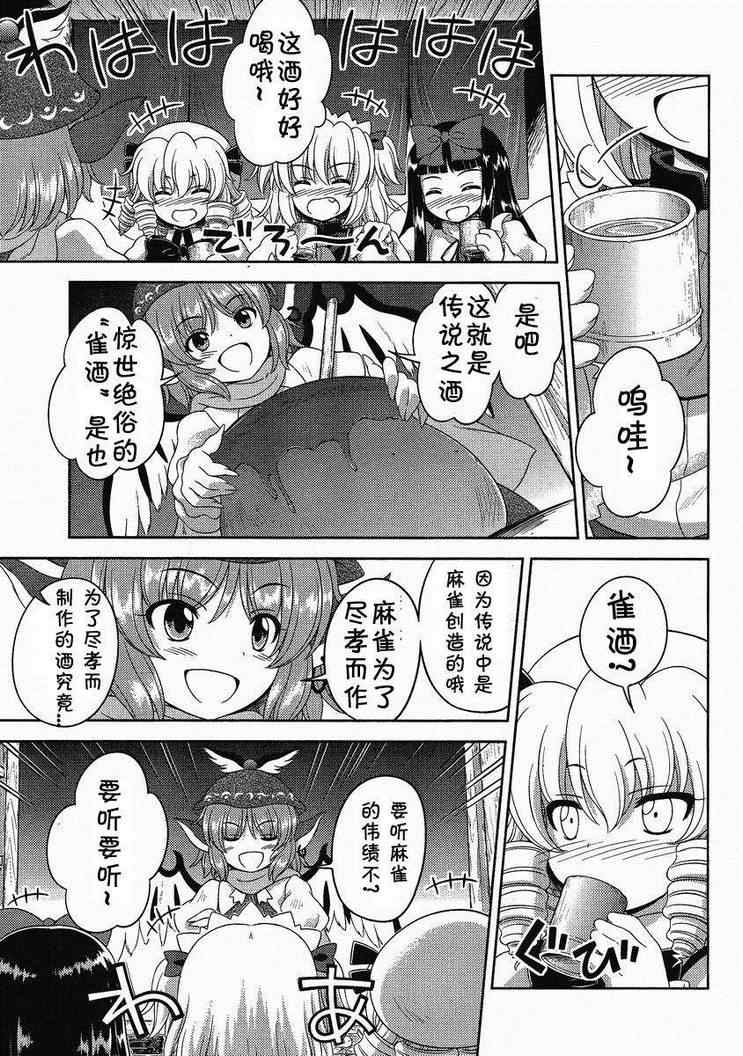 わははははははは
这酒好好
喝哦～
でろ～～ん
呜哇～
是吧
这就是
传说之酒
惊世绝俗的
“雀酒”是
也
雀酒？
ぐびっ
因为传说中是
麻雀创造的哦
麻雀为了
尽孝而作
为了尽孝而
制作的酒究竟…
要听麻雀
的伟绩不？
要听要听～
わあ